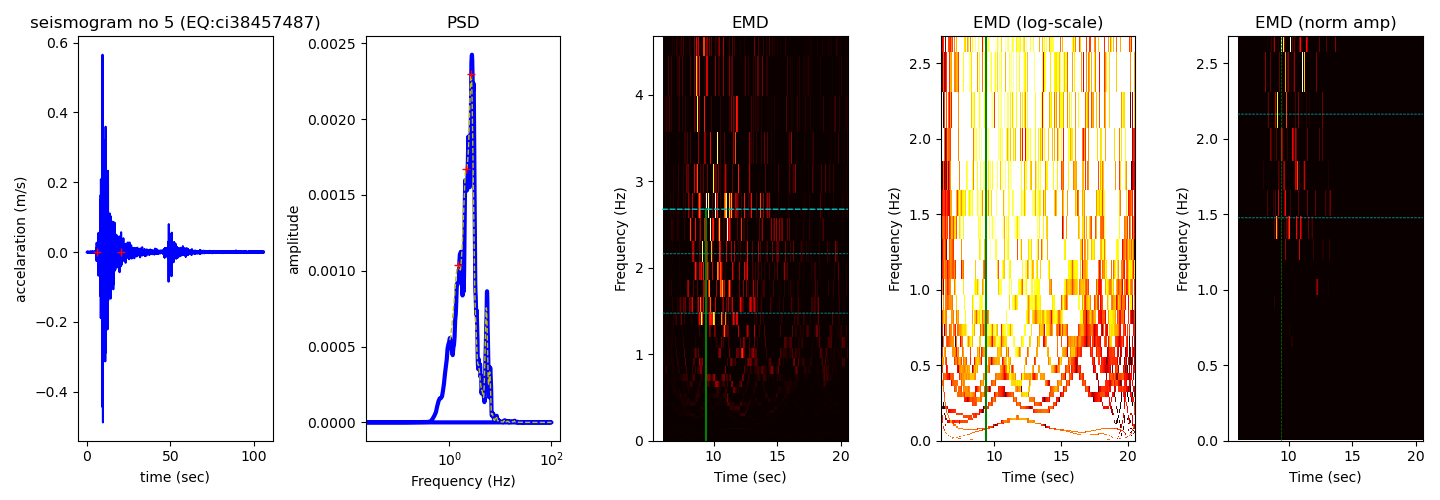 seismogram no 5 (EQ:ci38457487)
PSD
EMD
EMD (log-scale)
EMD (norm amp)
accelaration (m/s)
0.6
0.4
0.2
0.0
−0.2
−0.4
0
50
100
time (sec)
amplitude
0.0025
0.0020
0.0015
0.0010
0.0005
0.0000
10^0
10^2
Frequency (Hz)
Frequency (Hz)
4
3
2
1
0
10
15
20
Time (sec)
Frequency (Hz)
2.5
2.0
1.5
1.0
0.5
0.0
10
15
20
Time (sec)
Frequency (Hz)
2.5
2.0
1.5
1.0
0.5
0.0
10
15
20
Time (sec)